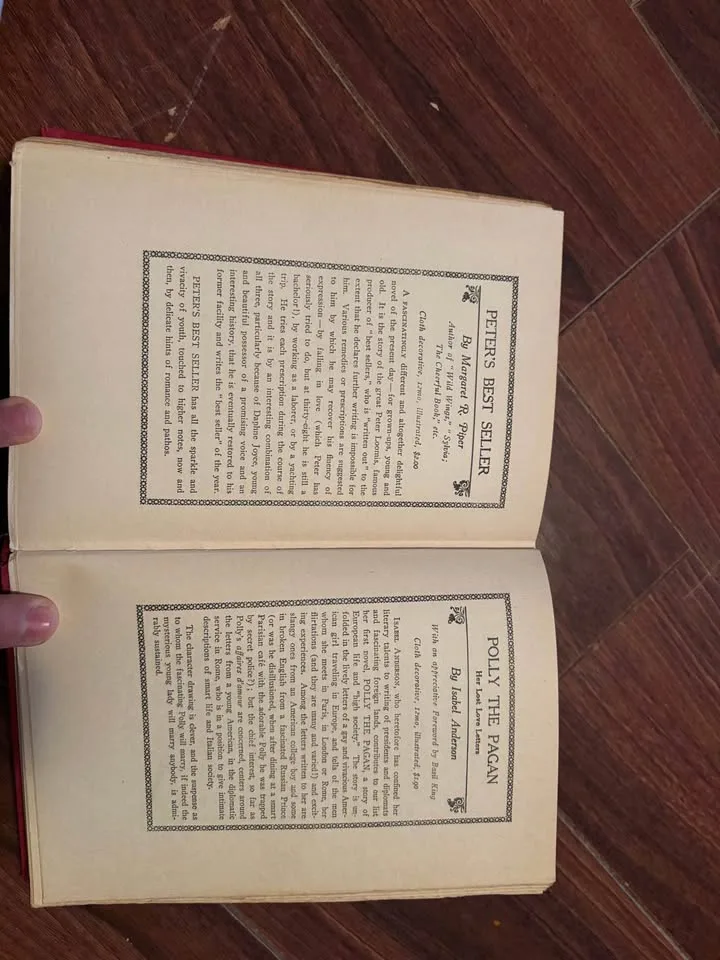 PETER'S BEST SELLER
By Margaret R. Piper
Author of "Wild Wings," "Sylvia;
The Cheerful Book," etc.
Cloth decorative, 12mo, illustrated, $2.00
A FASCINATINGLY different and altogether delightful
novel of the present day—for grown-ups, young and
old. It is the story of the great Peter Loomis, famous
producer of "best sellers," who is "written out" to the
extent that he declares further writing is impossible for
him. Various remedies or prescriptions are suggested
to him by which he may recover his fluency of
expression—by falling in love (which Peter has
seriously tried to do, but at thirty-eight he is still a
bachelor!), by working as a laborer, or by a yachting
trip. He tries each prescription during the course of
the story and it is by an interesting combination of
all three, particularly because of Daphne Joyce, young
and beautiful possessor of a promising voice and an
interesting history, that he is eventually restored to his
former facility and writes the "best seller" of the year.
PETER'S BEST SELLER has all the sparkle and
vivacity of youth, touched to higher notes, now and
then, by delicate hints of romance and pathos.
POLLY THE PAGAN
Her Lost Love Letters
By Isabel Anderson
With an appreciative Foreword by Basil King
Cloth decorative, 12mo, illustrated, $1.90
ISABEL ANDERSON, who heretofore has confined her
literary talents to writing of presidents and diplomats
and fascinating foreign lands, contributes to our list
her first novel, POLLY THE PAGAN, a story of
European life and "high society." The story is un-
folded in the lively letters of a gay and vivacious Amer-
ican girl traveling in Europe, and tells of the men
whom she meets in Paris, in London or Rome, her
flirtations (and they are many and varied!) and excit-
ing experiences. Among the letters written to her are
slangy ones from an American college boy and some
in broken English from a fascinated Russian Prince
(or was he disillusioned, when after dining at a smart
Parisian café with the adorable Polly he was trapped
by secret police?); but the chief interest, so far as
Polly's affaires d'amour are concerned, centers around
the letters from a young American, in the diplomatic
service in Rome, who is in a position to give intimate
descriptions of smart life and Italian society.
The character drawing is clever, and the suspense as
to whom the fascinating Polly will marry, if indeed the
mysterious young lady will marry anybody, is admi-
rably sustained.